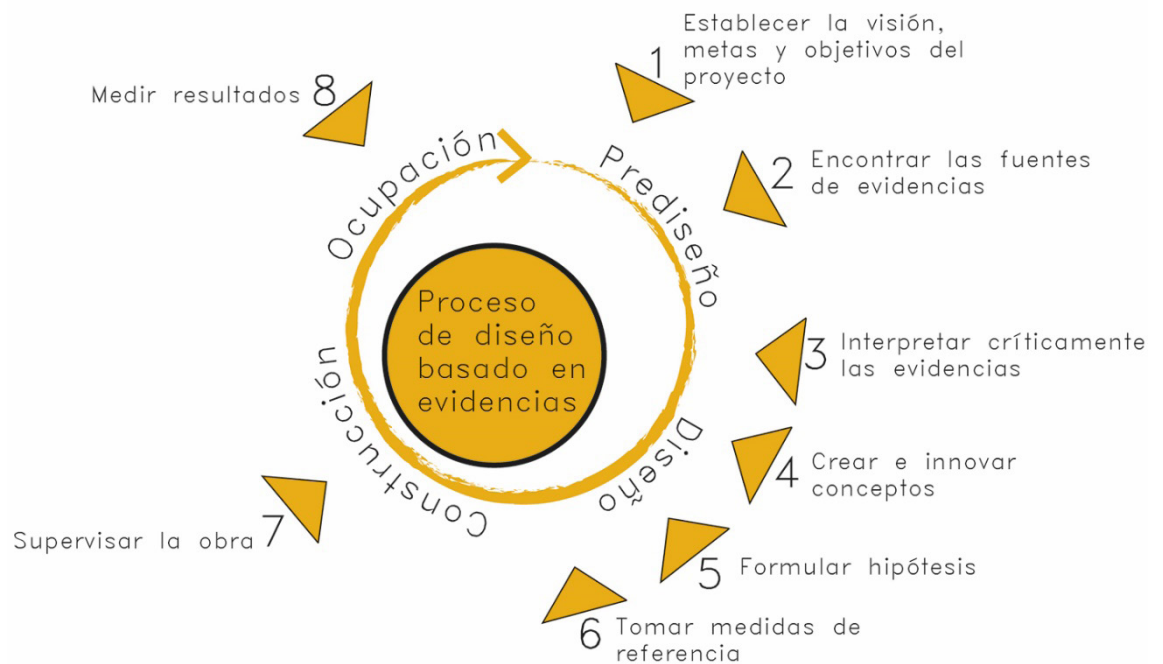 Proceso
de diseño
basado en
evidencias
Prediseño
Diseño
Construcción
Ocupación
1
Establecer la visión,
metas y objetivos del
proyecto
2
Encontrar las fuentes
de evidencias
3
Interpretar críticamente
las evidencias
4
Crear e innovar
conceptos
5
Formular hipótesis
6
Tomar medidas de
referencia
7
Supervisar la obra
8
Medir resultados